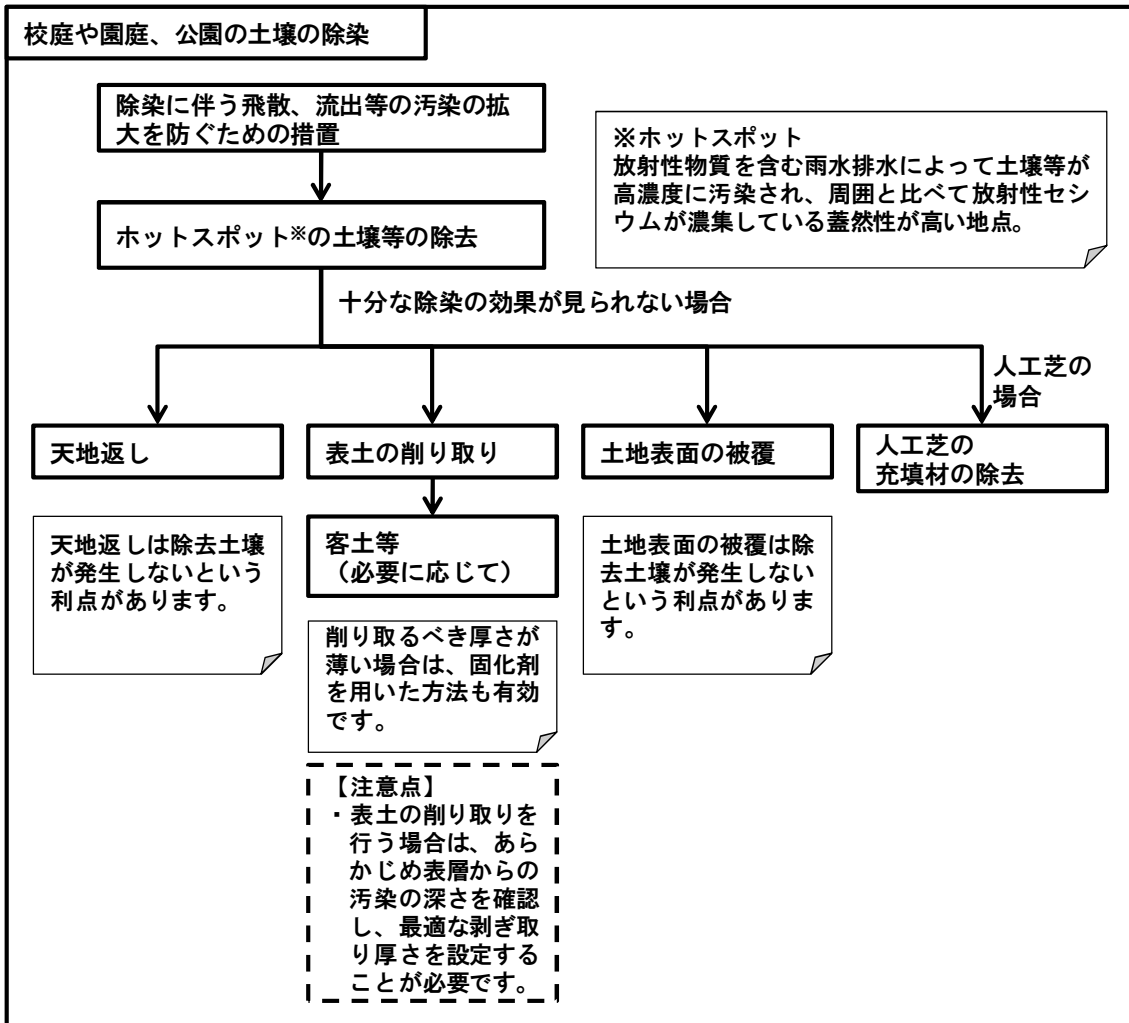 校庭や園庭、公園の土壌の除染
除染に伴う飛散、流出等の汚染の拡
大を防ぐための措置
※ホットスポット
放射性物質を含む雨水排水によって土壌等が
高濃度に汚染され、周囲と比べて放射性セシ
ウムが濃集している蓋然性が高い地点。
ホットスポット※の土壌等の除去
十分な除染の効果が見られない場合
人工芝の
場合
天地返し
表土の削り取り
土地表面の被覆
人工芝の
充填材の除去
天地返しは除去土壌
が発生しないという
利点があります。
客土等
（必要に応じて）
土地表面の被覆は除
去土壌が発生しない
という利点がありま
す。
削り取るべき厚さが
薄い場合は、固化剤
を用いた方法も有効
です。
【注意点】
・表土の削り取りを
行う場合は、あら
かじめ表層からの
汚染の深さを確認
し、最適な剥ぎ取
り厚さを設定する
ことが必要です。